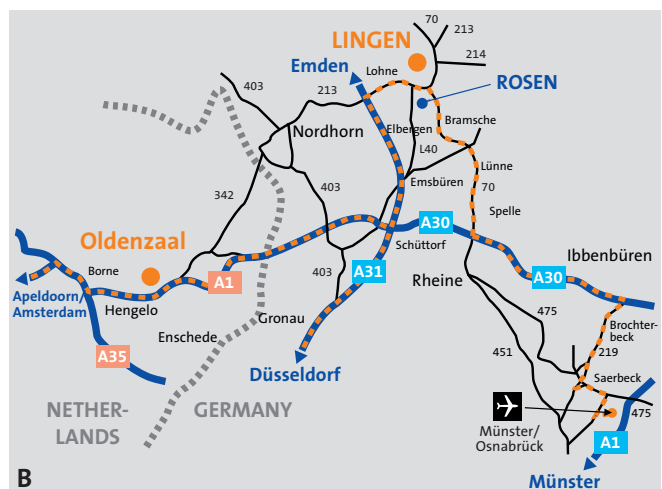 70
213
LINGEN
214
Emden
Lohne
403
213
ROSEN
Bramsche
Elbergen
Nordhorn
L40
Lünne
Emsbüren
342
403
70
Spelle
A30
Oldenzaal
Schüttorf
Ibbenbüren
Borne
A1
A31
403
Rheine
A30
Apeldoorn/
Amsterdam
Hengelo
Gronau
475
Brochter-
beck
Enschede
451
219
A35
Düsseldorf
Saerbeck
NETHER-
LANDS
GERMANY
475
Münster/
Osnabrück
A1
B
Münster